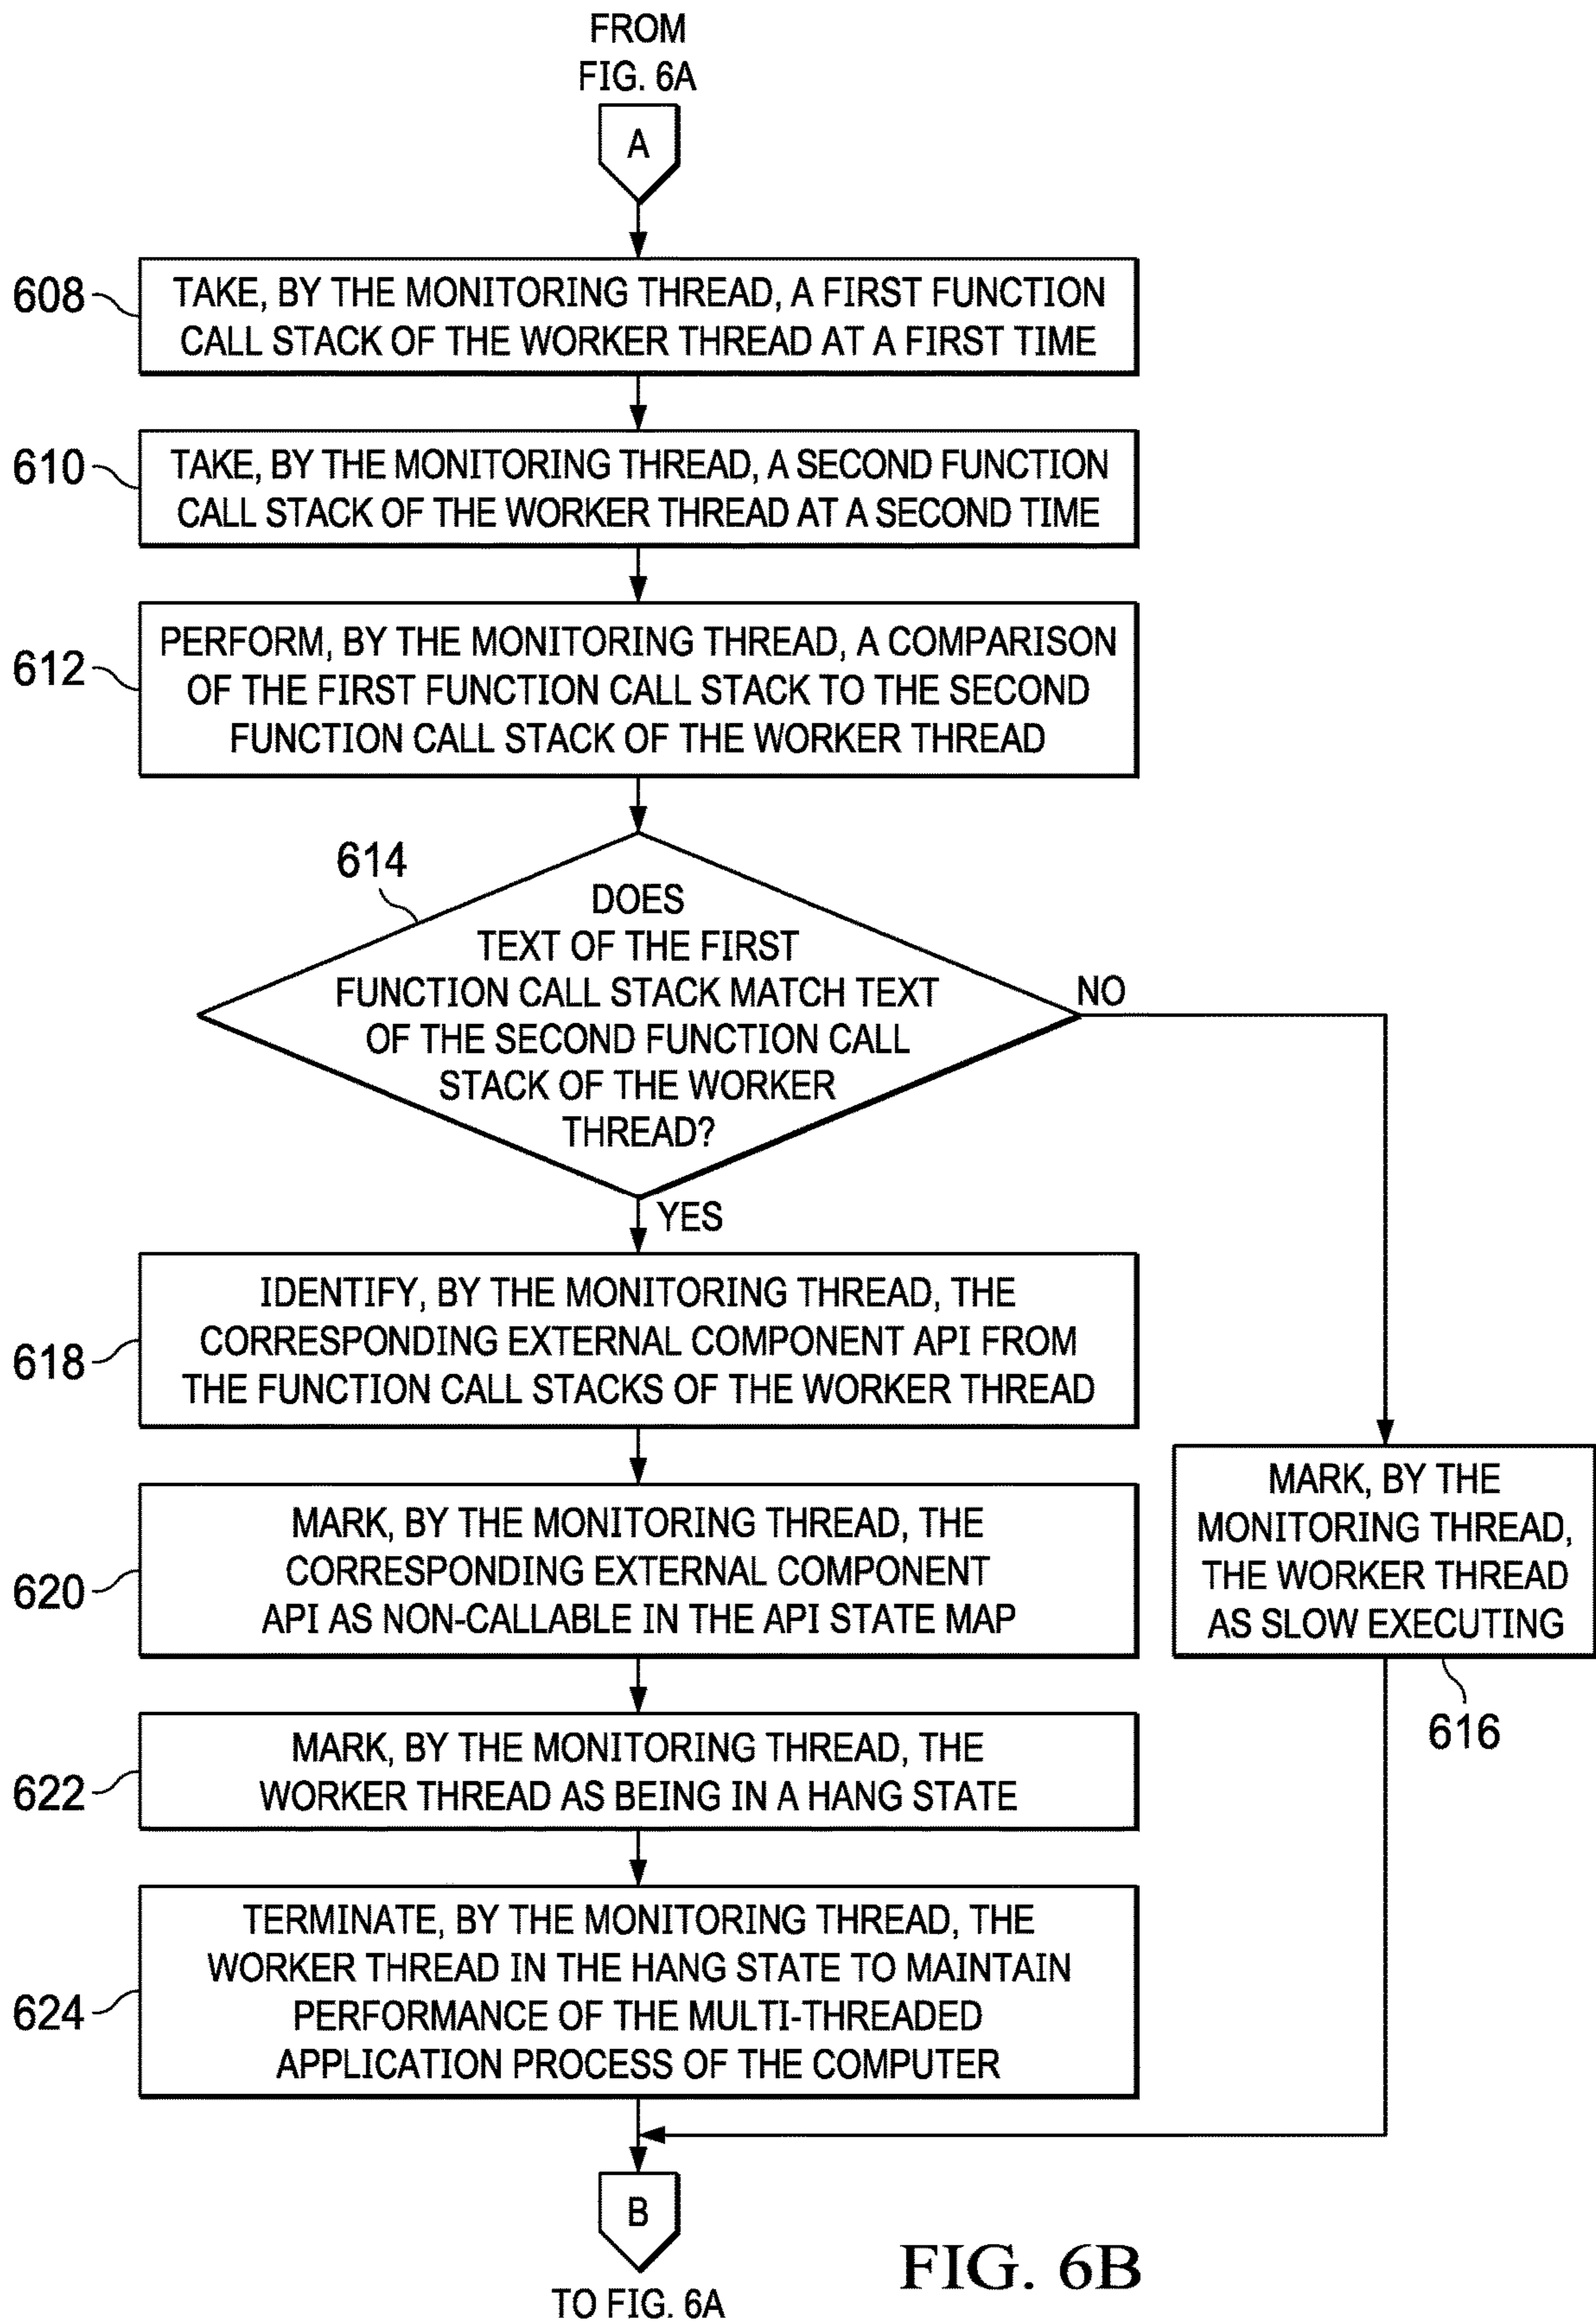 FROM
FIG. 6A
A
608
TAKE, BY THE MONITORING THREAD, A FIRST FUNCTION
CALL STACK OF THE WORKER THREAD AT A FIRST TIME
610
TAKE, BY THE MONITORING THREAD, A SECOND FUNCTION
CALL STACK OF THE WORKER THREAD AT A SECOND TIME
612
PERFORM, BY THE MONITORING THREAD, A COMPARISON
OF THE FIRST FUNCTION CALL STACK TO THE SECOND
FUNCTION CALL STACK OF THE WORKER THREAD
614
DOES
TEXT OF THE FIRST
FUNCTION CALL STACK MATCH TEXT
OF THE SECOND FUNCTION CALL
STACK OF THE WORKER
THREAD?
NO
YES
618
IDENTIFY, BY THE MONITORING THREAD, THE
CORRESPONDING EXTERNAL COMPONENT API FROM
THE FUNCTION CALL STACKS OF THE WORKER THREAD
620
MARK, BY THE MONITORING THREAD, THE
CORRESPONDING EXTERNAL COMPONENT
API AS NON-CALLABLE IN THE API STATE MAP
MARK, BY THE
MONITORING THREAD,
THE WORKER THREAD
AS SLOW EXECUTING
616
622
MARK, BY THE MONITORING THREAD, THE
WORKER THREAD AS BEING IN A HANG STATE
624
TERMINATE, BY THE MONITORING THREAD, THE
WORKER THREAD IN THE HANG STATE TO MAINTAIN
PERFORMANCE OF THE MULTI-THREADED
APPLICATION PROCESS OF THE COMPUTER
B
TO FIG. 6A
FIG. 6B